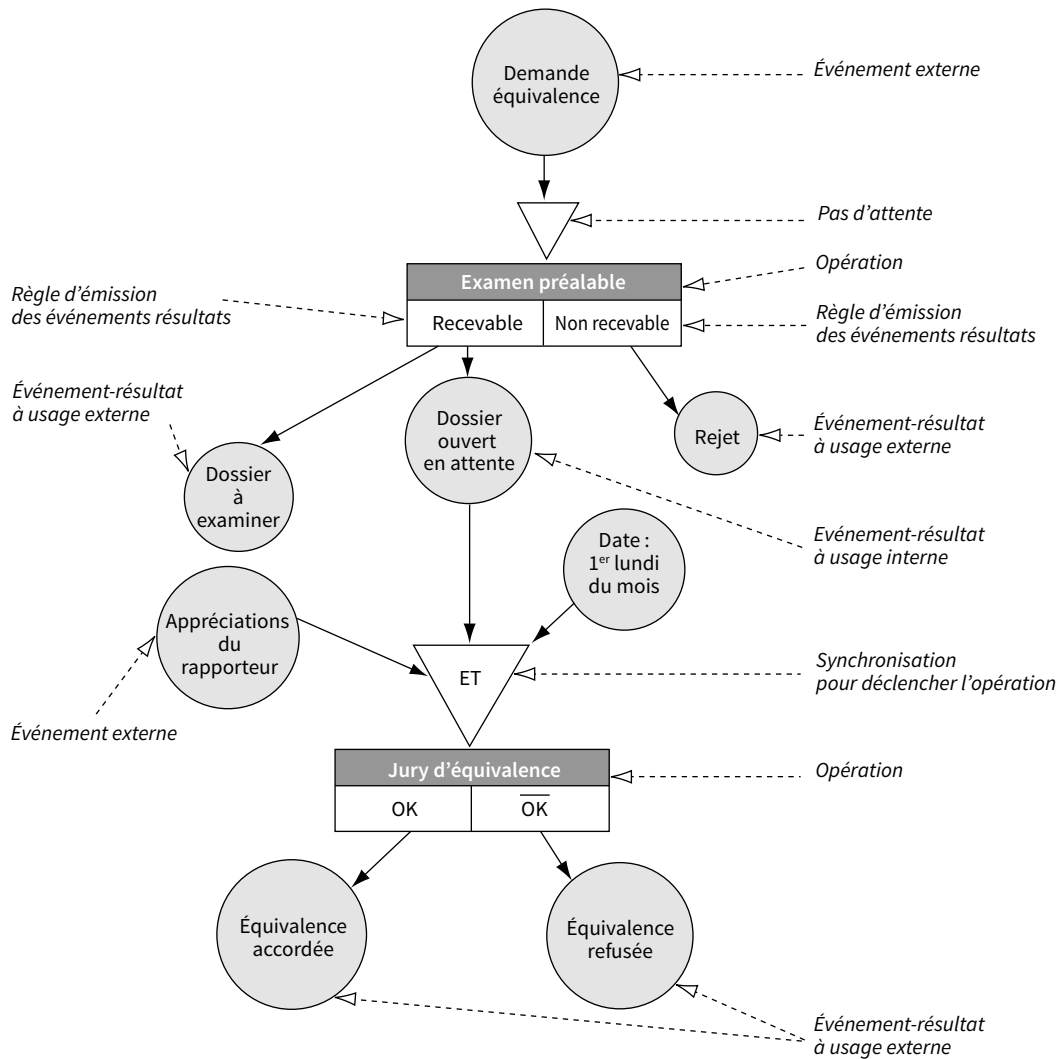 Demande
équivalence
Événement externe
Pas d'attente
Examen préalable
Opération
Règle d'émission
des événements résultats
Recevable
Non recevable
Règle d'émission
des événements résultats
Événement-résultat
à usage externe
Dossier
ouvert
en attente
Rejet
Événement-résultat
à usage externe
Dossier
à
examiner
Evénement-résultat
à usage interne
Date :
1er lundi
du mois
Appréciations
du
rapporteur
ET
Synchronisation
pour déclencher l'opération
Événement externe
Jury d'équivalence
Opération
OK
O̅K̅
Équivalence
accordée
Équivalence
refusée
Événement-résultat
à usage externe